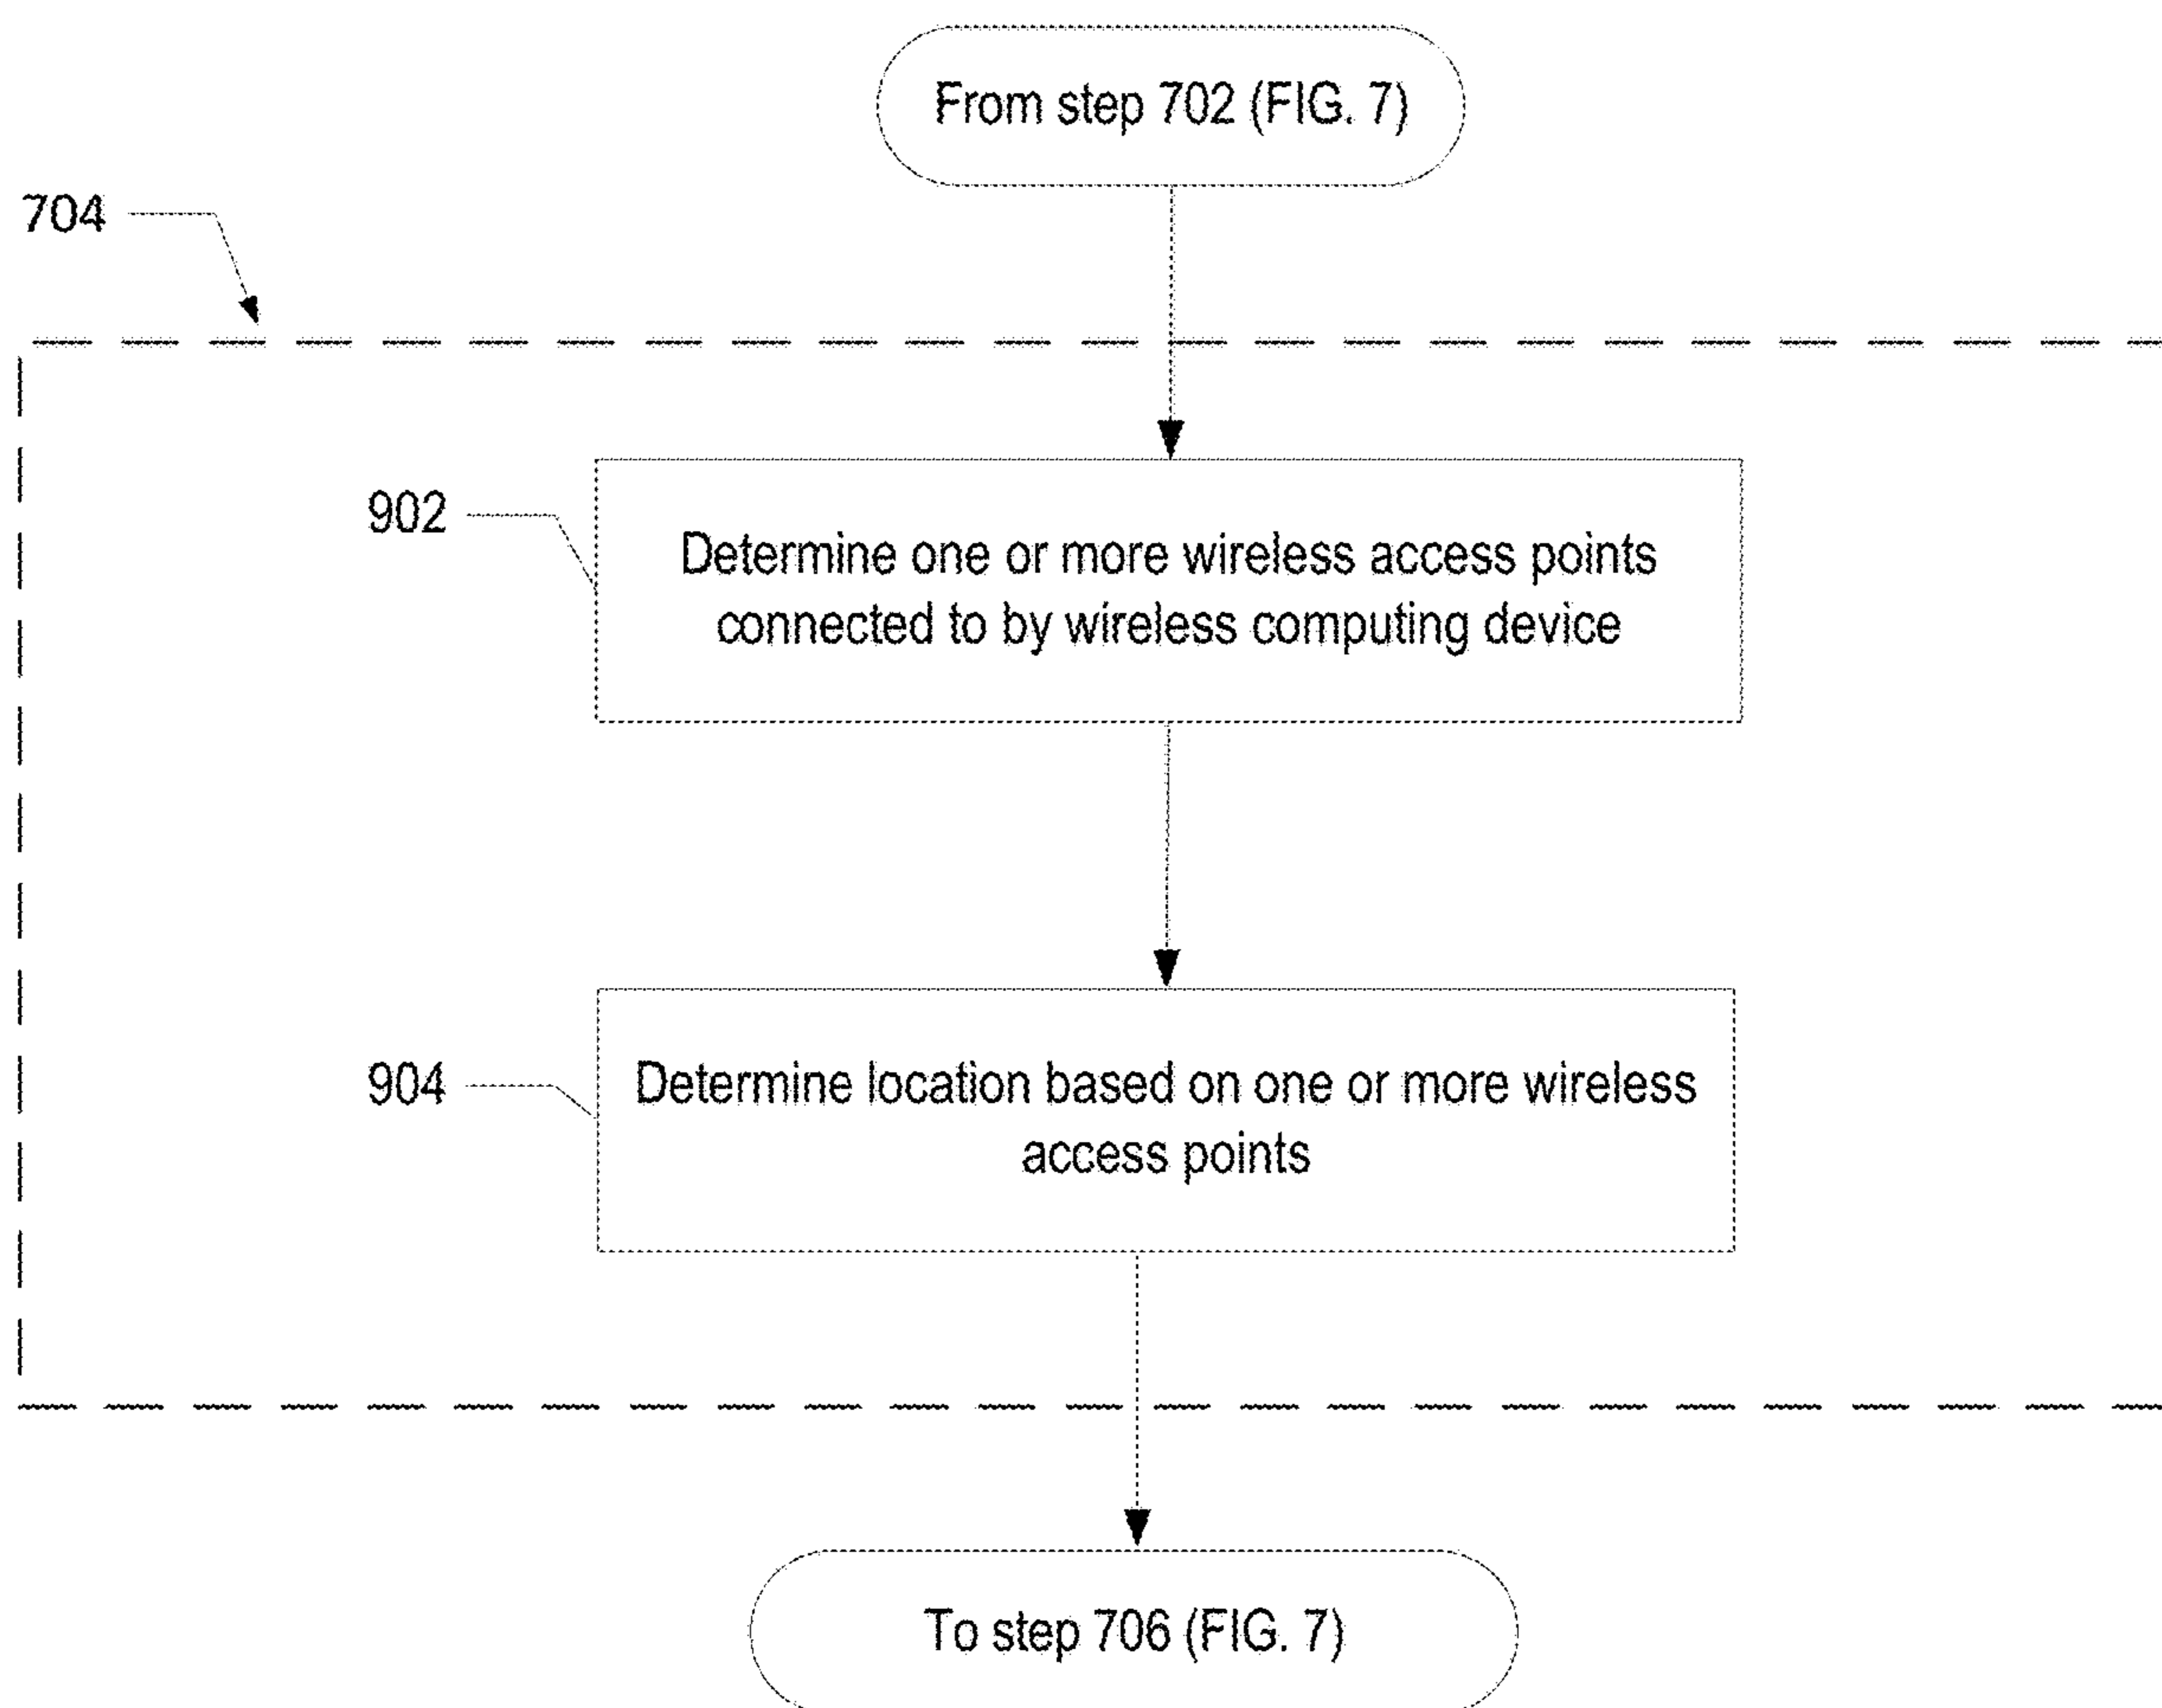 From step 702 (FIG. 7)
704
902
Determine one or more wireless access points
connected to by wireless computing device
904
Determine location based on one or more wireless
access points
To step 706 (FIG. 7)